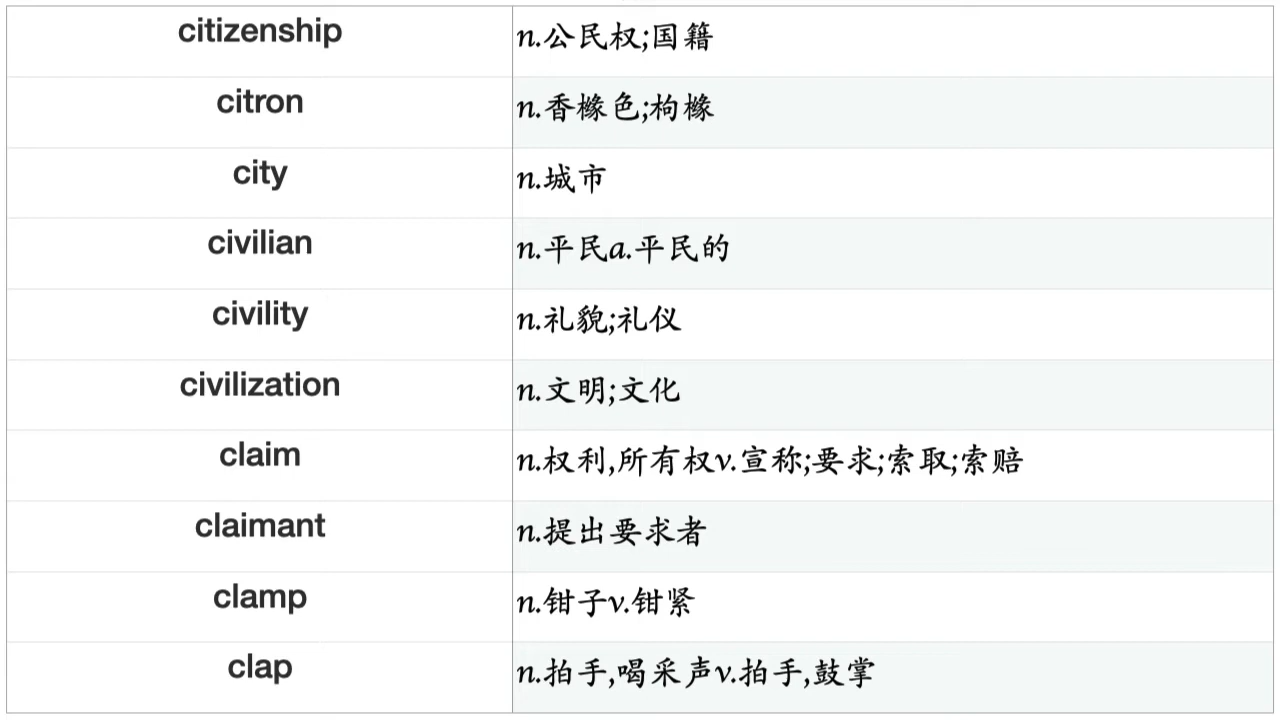 citizenship n.公民权;国籍
citron n.香橼色;枸橼
city n.城市
civilian n.平民a.平民的
civility n.礼貌;礼仪
civilization n.文明;文化
claim n.权利,所有权v.宣称;要求;索取;索赔
claimant n.提出要求者
clamp n.钳子v.钳紧
clap n.拍手,喝采声v.拍手,鼓掌